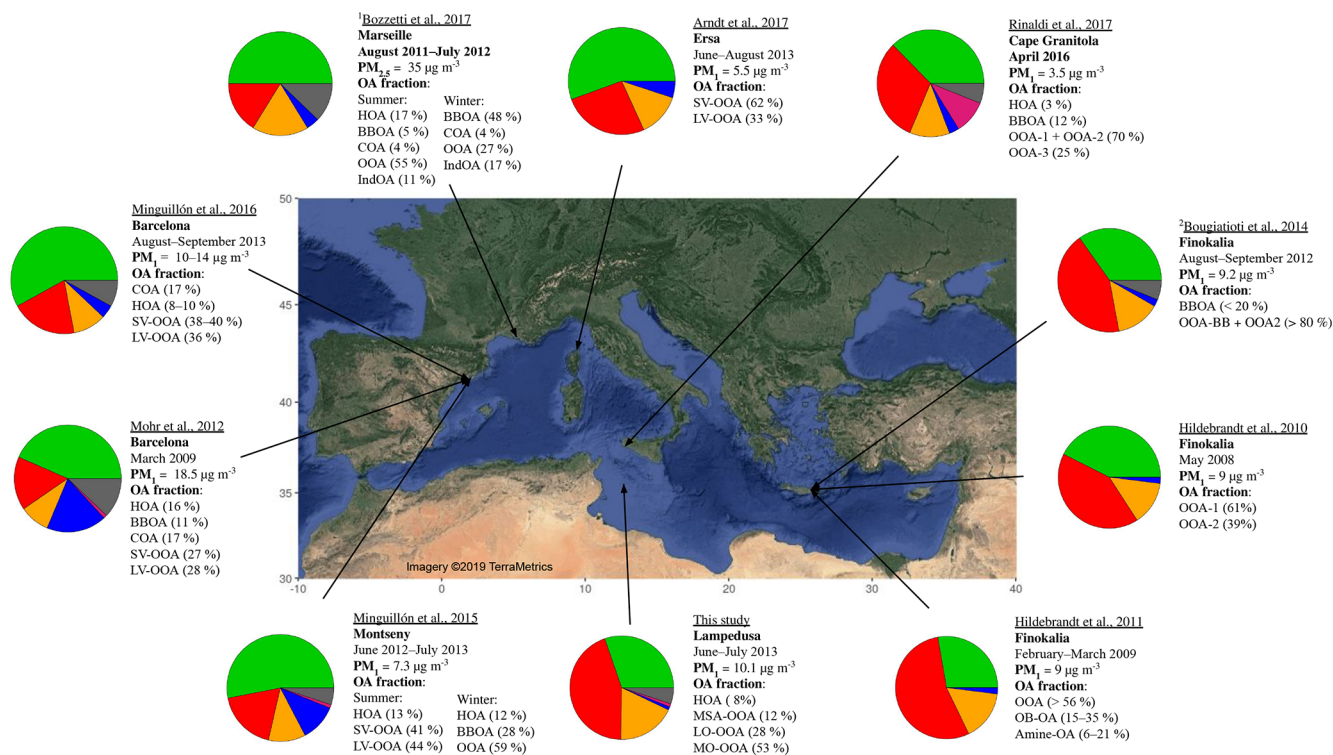 ¹Bozzetti et al., 2017
Marseille
August 2011–July 2012
PM2.5 = 35 µg m-3
OA fraction:
Summer:
HOA (17 %)
BBOA (5 %)
COA (4 %)
OOA (55 %)
IndOA (11 %)
Winter:
BBOA (48 %)
COA (4 %)
OOA (27 %)
IndOA (17 %)
Arndt et al., 2017
Ersa
June–August 2013
PM1 = 5.5 µg m-3
OA fraction:
SV-OOA (62 %)
LV-OOA (33 %)
Rinaldi et al., 2017
Cape Granitola
April 2016
PM1 = 3.5 µg m-3
OA fraction:
HOA (3 %)
BBOA (12 %)
OOA-1 + OOA-2 (70 %)
OOA-3 (25 %)
Minguillón et al., 2016
Barcelona
August–September 2013
PM1 = 10–14 µg m-3
OA fraction:
COA (17 %)
HOA (8–10 %)
SV-OOA (38–40 %)
LV-OOA (36 %)
²Bougiatioti et al., 2014
Finokalia
August–September 2012
PM1 = 9.2 µg m-3
OA fraction:
BBOA (< 20 %)
OOA-BB + OOA2 (> 80 %)
Mohr et al., 2012
Barcelona
March 2009
PM1 = 18.5 µg m-3
OA fraction:
HOA (16 %)
BBOA (11 %)
COA (17 %)
SV-OOA (27 %)
LV-OOA (28 %)
Hildebrandt et al., 2010
Finokalia
May 2008
PM1 = 9 µg m-3
OA fraction:
OOA-1 (61%)
OOA-2 (39%)
50
45
40
35
30
Imagery ©2019 TerraMetrics
-10 0 10 20 30 40
Minguillón et al., 2015
Montseny
June 2012–July 2013
PM1 = 7.3 µg m-3
OA fraction:
Summer:
HOA (13 %)
SV-OOA (41 %)
LV-OOA (44 %)
Winter:
HOA (12 %)
BBOA (28 %)
OOA (59 %)
This study
Lampedusa
June–July 2013
PM1 = 10.1 µg m-3
OA fraction:
HOA ( 8%)
MSA-OOA (12 %)
LO-OOA (28 %)
MO-OOA (53 %)
Hildebrandt et al., 2011
Finokalia
February–March 2009
PM1 = 9 µg m-3
OA fraction:
OOA (> 56 %)
OB-OA (15–35 %)
Amine-OA (6–21 %)